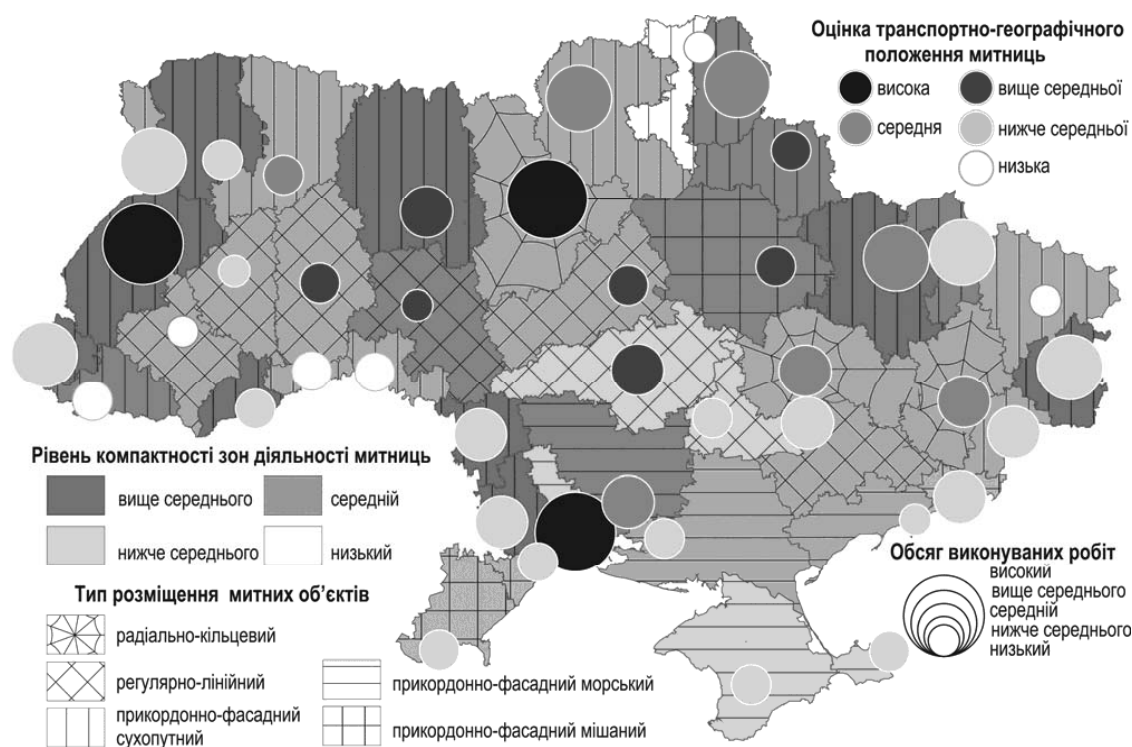 Оцінка транспортно-географічного
положення митниць
висока
вище середньої
середня
нижче середньої
низька
Рівень компактності зон діяльності митниць
вище середнього
середній
нижче середнього
низький
Тип розміщення митних об’єктів
радіально-кільцевий
регулярно-лінійний
прикордонно-фасадний
сухопутний
прикордонно-фасадний морський
прикордонно-фасадний мішаний
Обсяг виконуваних робіт
високий
вище середнього
середній
нижче середнього
низький